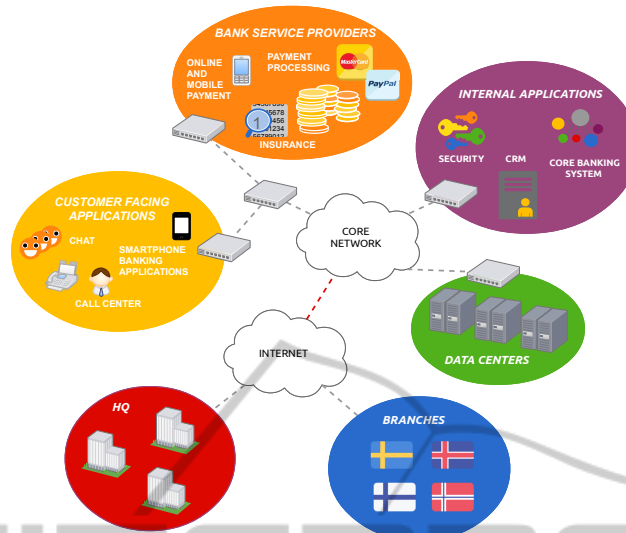 BANK SERVICE PROVIDERS
ONLINE
AND
MOBILE
PAYMENT
PAYMENT
PROCESSING
MasterCard
PayPal
1
INSURANCE
INTERNAL APPLICATIONS
SECURITY
CRM
CORE BANKING
SYSTEM
CUSTOMER FACING
APPLICATIONS
CHAT
SMARTPHONE
BANKING
APPLICATIONS
CALL CENTER
CORE
NETWORK
DATA CENTERS
INTERNET
HQ
BRANCHES